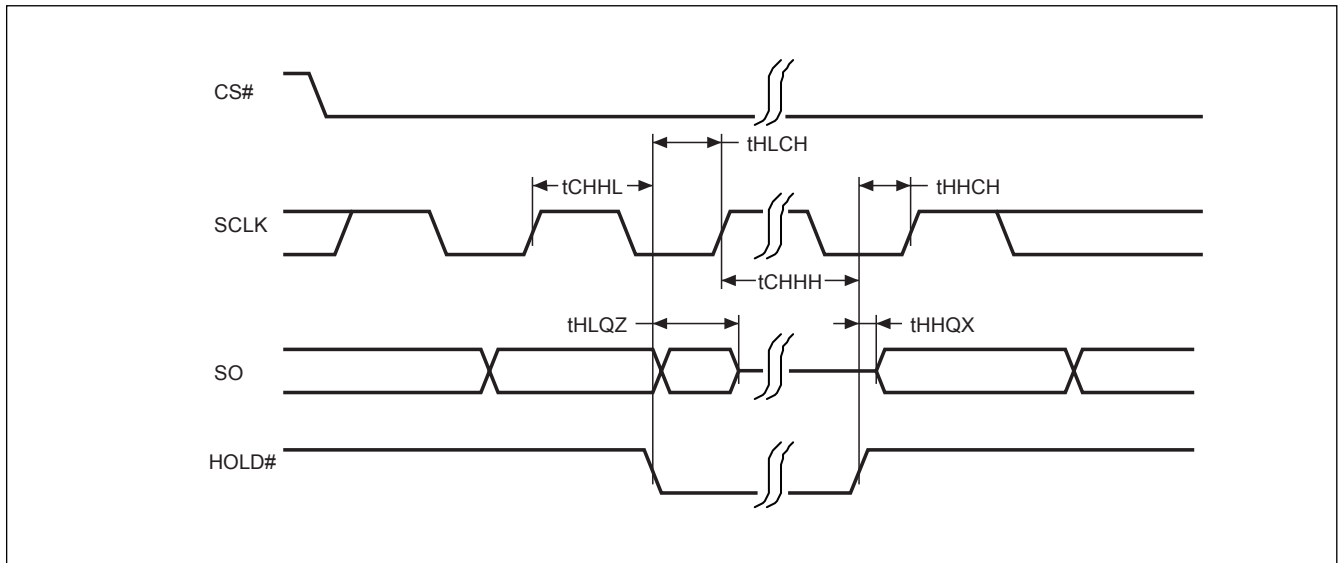 CS#
tHLCH
tCHHL
tHHCH
SCLK
tCHHH
tHLQZ
tHHQX
SO
HOLD#